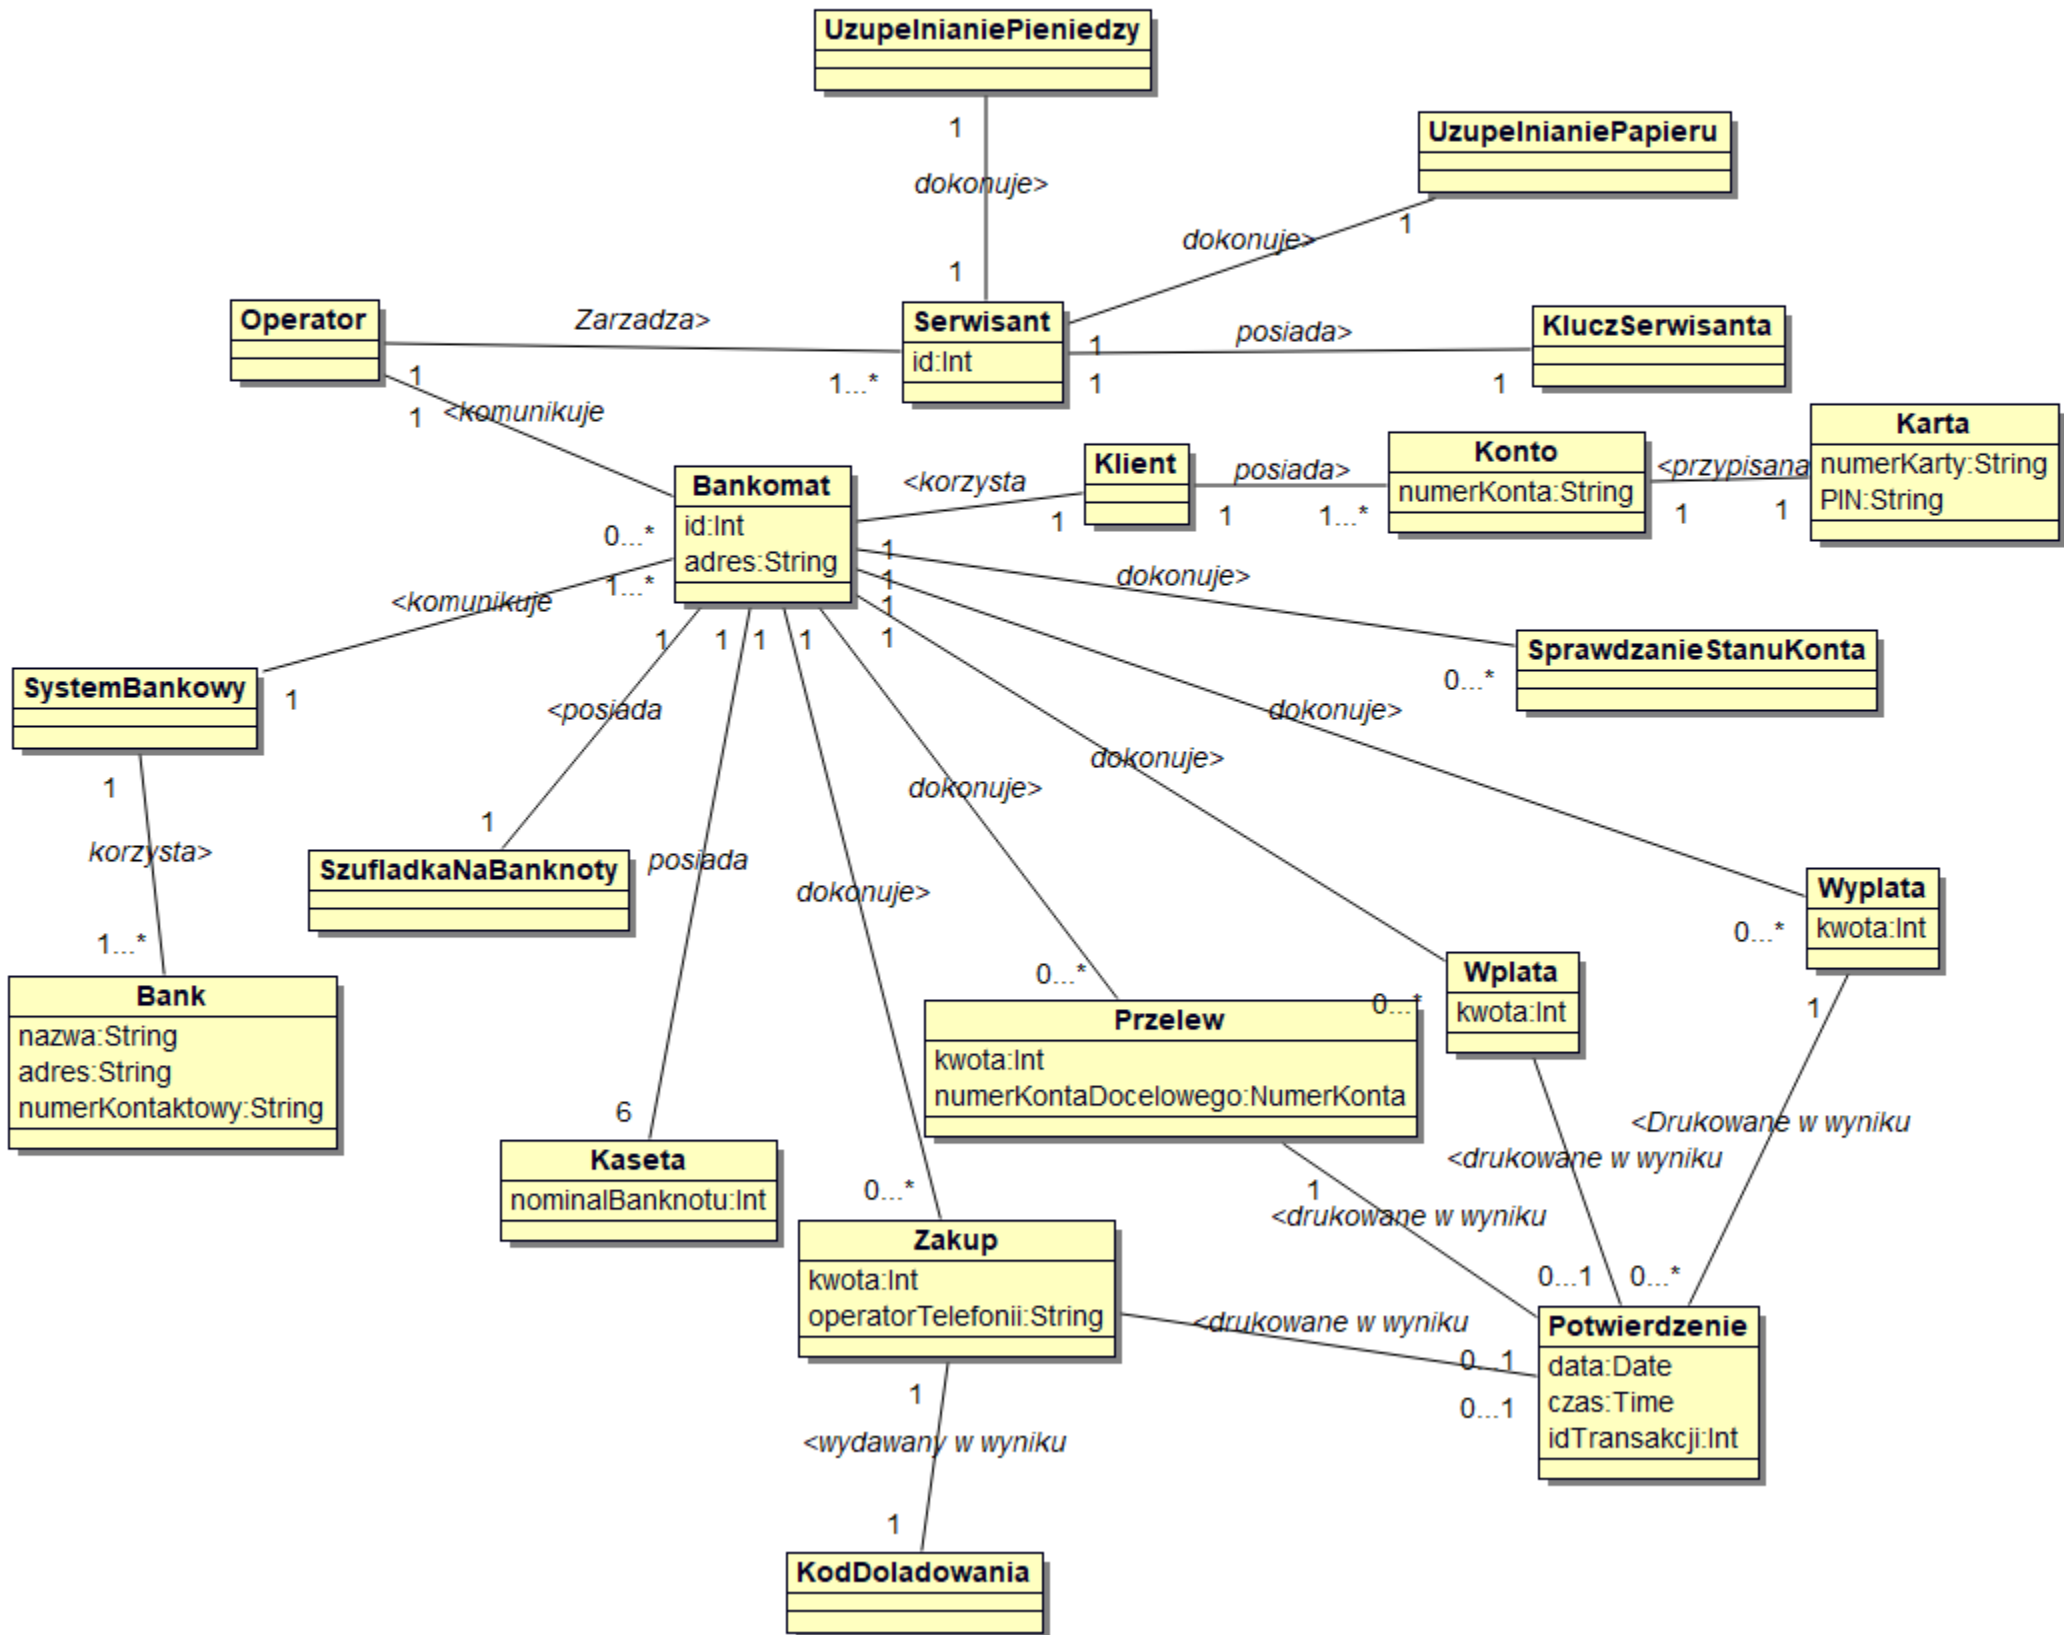 UzupelnianiePieniedzy
1
dokonuje>
1
UzupelnianiePapieru
1
dokonuje>
Operator
Zarzadza>
1
1...*
Serwisant
id:Int
1
posiada>
1
1
KluczSerwisanta
1
<komunikuje
0...*
Bankomat
id:Int
adres:String
<korzysta
1
Klient
1
posiada>
1...*
Konto
numerKonta:String
<przypisana
1
1
Karta
numerKarty:String
PIN:String
1
1
1
1
dokonuje>
0...*
SprawdzanieStanuKonta
1...*
<komunikuje
1
SystemBankowy
1
korzysta>
1...*
Bank
nazwa:String
adres:String
numerKontaktowy:String
1
1
1
1
<posiada
1
SzufladkaNaBanknoty
posiada
6
Kaseta
nominalBanknotu:Int
dokonuje>
0...*
Zakup
kwota:Int
operatorTelefonii:String
dokonuje>
0...*
Przelew
kwota:Int
numerKontaDocelowego:NumerKonta
dokonuje>
0...*
Wplata
kwota:Int
dokonuje>
0...*
Wyplata
kwota:Int
1
<Drukowane w wyniku
<drukowane w wyniku
1
<drukowane w wyniku
0...1
0...*
<drukowane w wyniku
0...1
0...1
Potwierdzenie
data:Date
czas:Time
idTransakcji:Int
1
<wydawany w wyniku
1
KodDoladowania